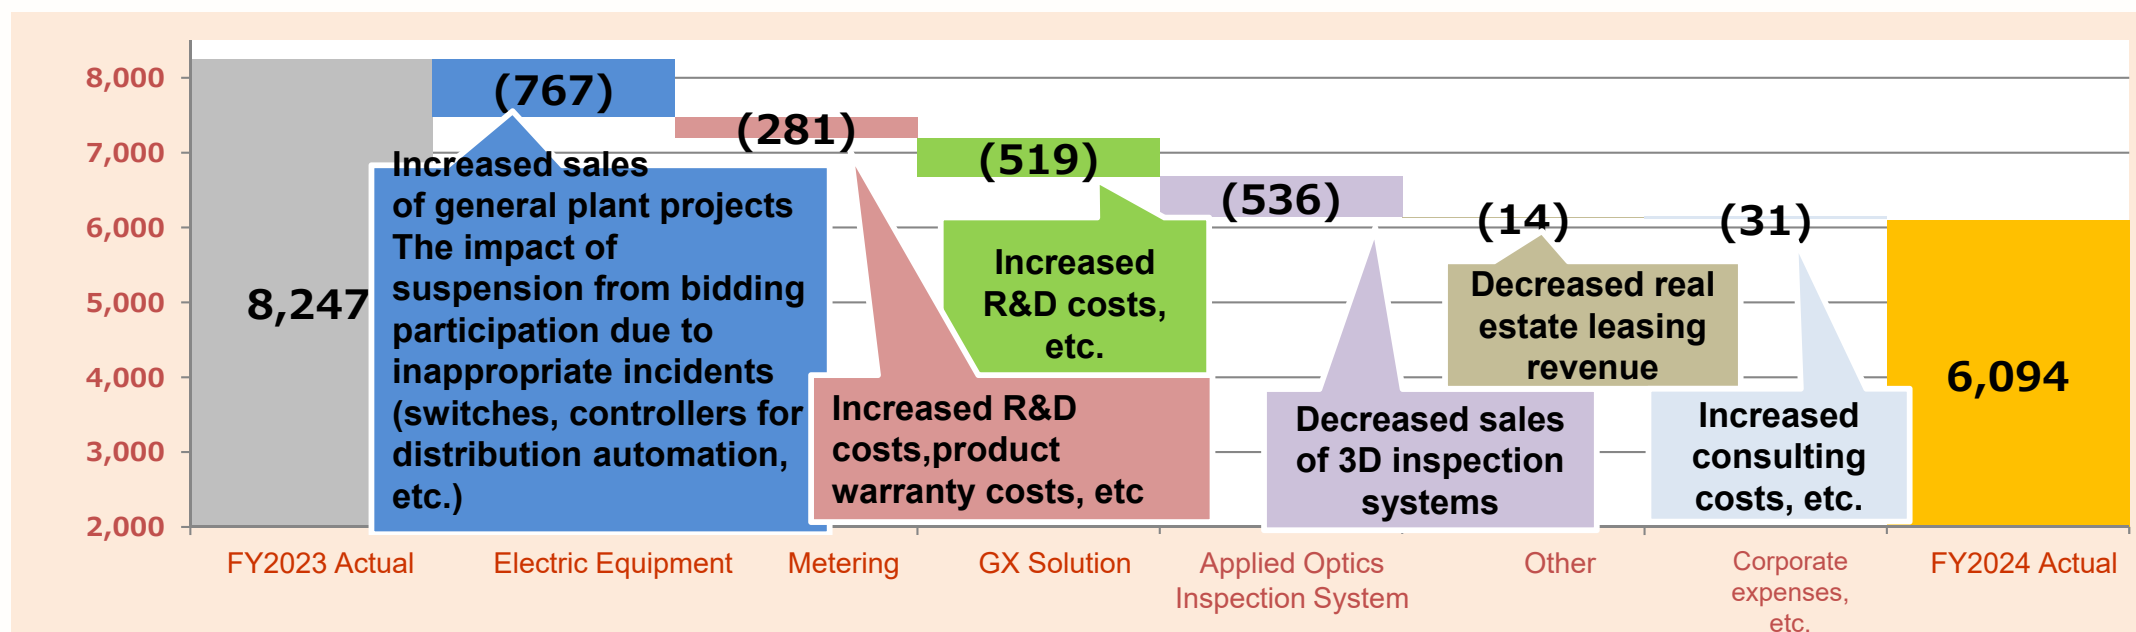 8,000
7,000
6,000
5,000
4,000
3,000
2,000
8,247
(767)
Increased sales
of general plant projects
The impact of
suspension from bidding
participation due to
inappropriate incidents
(switches, controllers for
distribution automation,
etc.)
(281)
Increased R&D
costs,product
warranty costs, etc
(519)
Increased
R&D costs,
etc.
(536)
Decreased sales
of 3D inspection
systems
(14)
Decreased real
estate leasing
revenue
(31)
Increased
consulting
costs, etc.
6,094
FY2023 Actual
Electric Equipment
Metering
GX Solution
Applied Optics
Inspection System
Other
Corporate
expenses,
etc.
FY2024 Actual